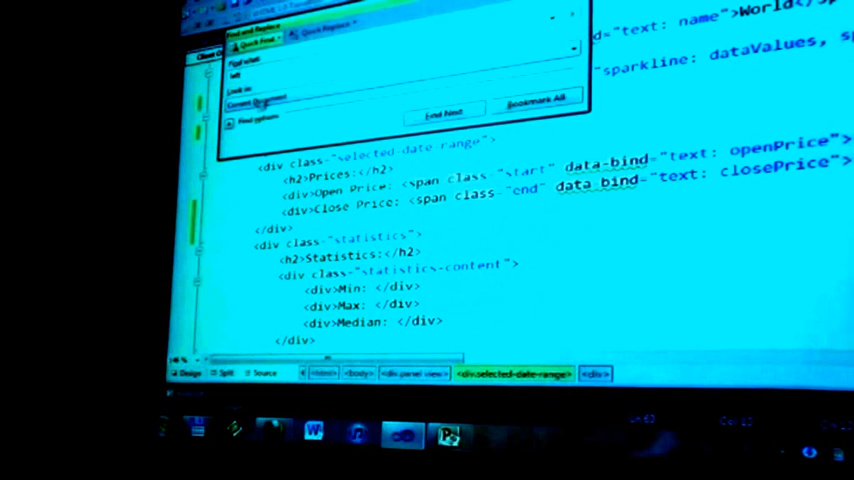 Find and Replace
Quick Find Quick Replace
d="text: name">World</
Find what:
left
"sparkline: dataValues,
Look in:
Current Document
Find options
Find Next
Bookmark All
<div class="selected-date range">
<h2>Prices:</h2>
<div>Open Price: <span class="start" data-bind="text: openPrice">
<div>Close Price: <span class="end" data bind="text: closePrice">
</div>
<div class="statistics">
<h2>Statistics:</h2>
<div class="statistics-content">
<div>Min: </div>
<div>Max: </div>
<div>Median: </div>
</div>
Design Split Source <html> <body> <div.panel view> <div.selected-date-range> <div>
W Ps